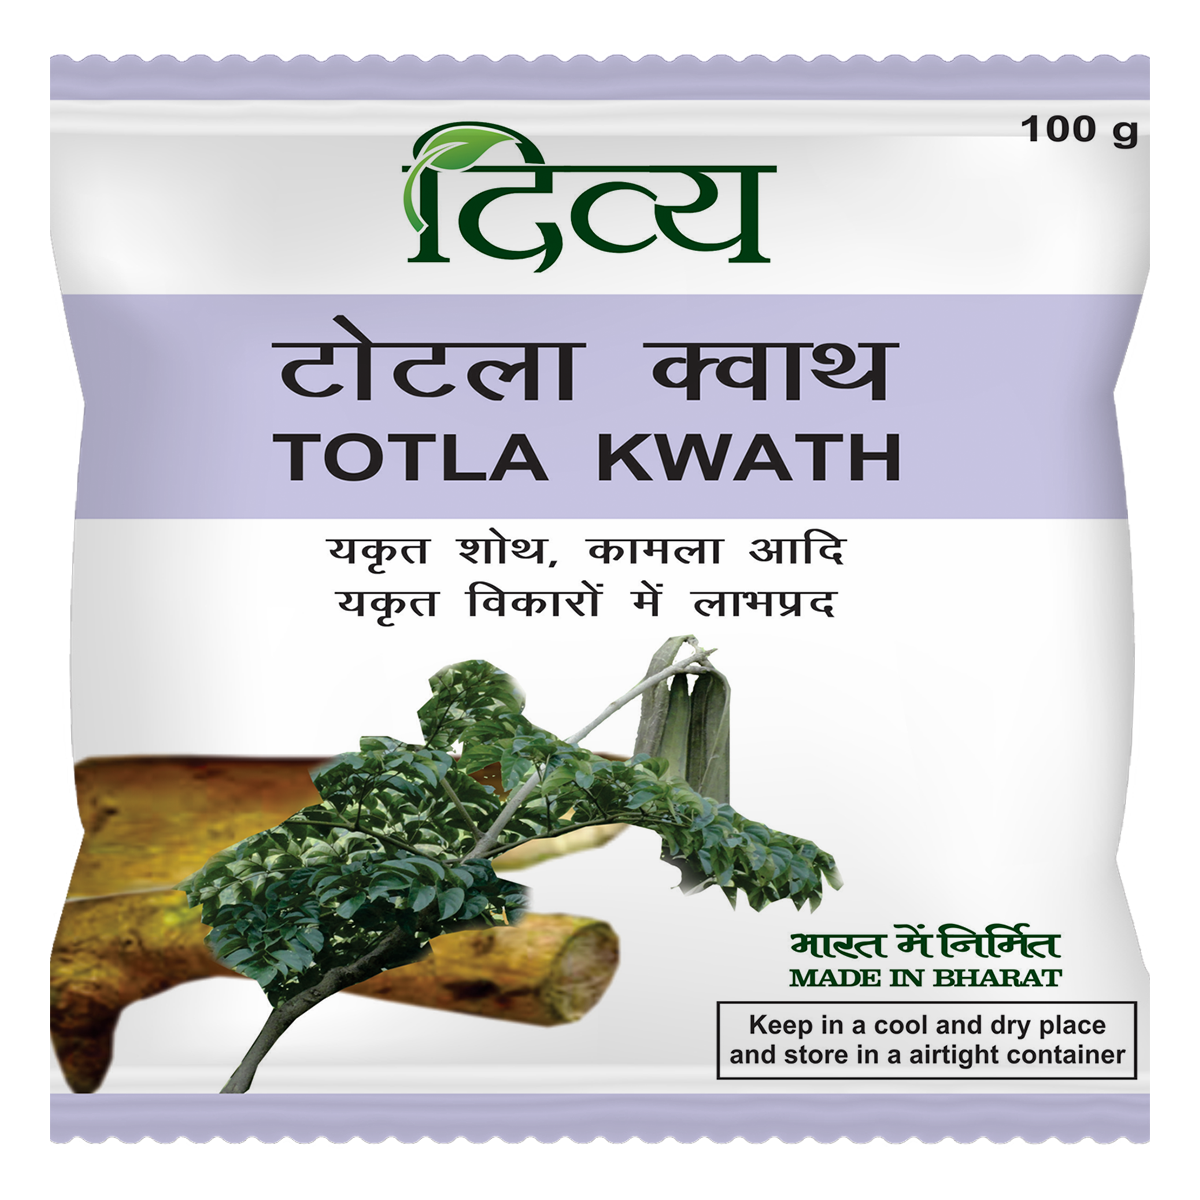 100 g
दिव्य
टोटला क्वाथ
TOTLA KWATH
यकृत शोथ, कामला आदि
यकृत विकारों में लाभप्रद
भारत में निर्मित
MADE IN BHARAT
Keep in a cool and dry place
and store in a airtight container